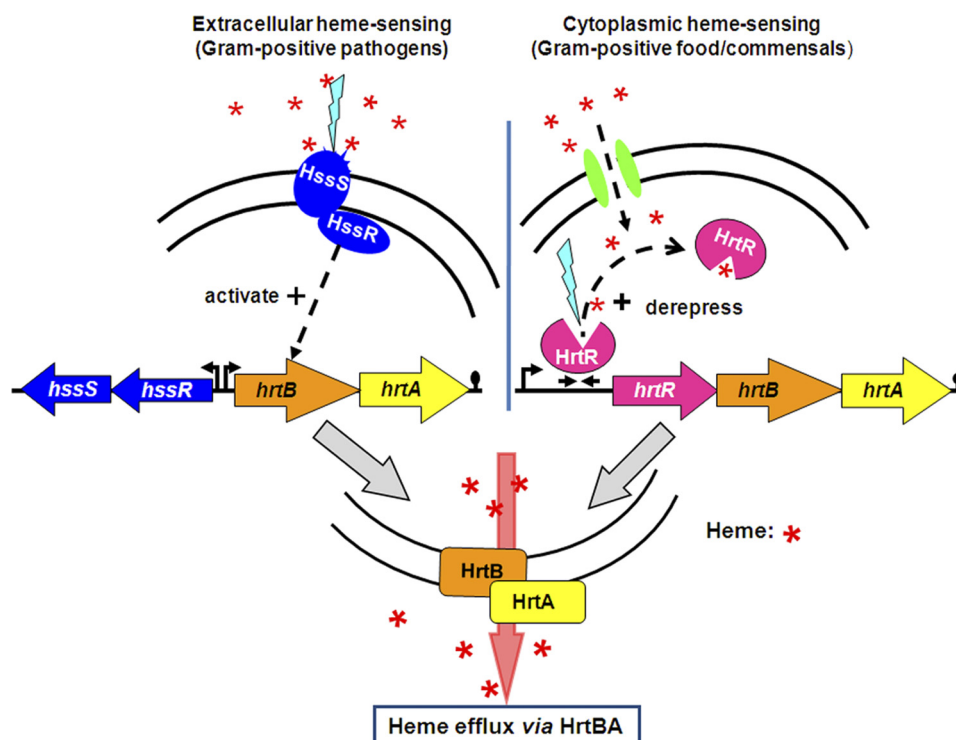 Extracellular heme-sensing
(Gram-positive pathogens)
Cytoplasmic heme-sensing
(Gram-positive food/commensals)
HssS
HssR
activate +
HrtR
+ derepress
HrtR
hssS
hssR
hrtB
hrtA
hrtR
hrtB
hrtA
Heme: *
HrtB
HrtA
Heme efflux via HrtBA